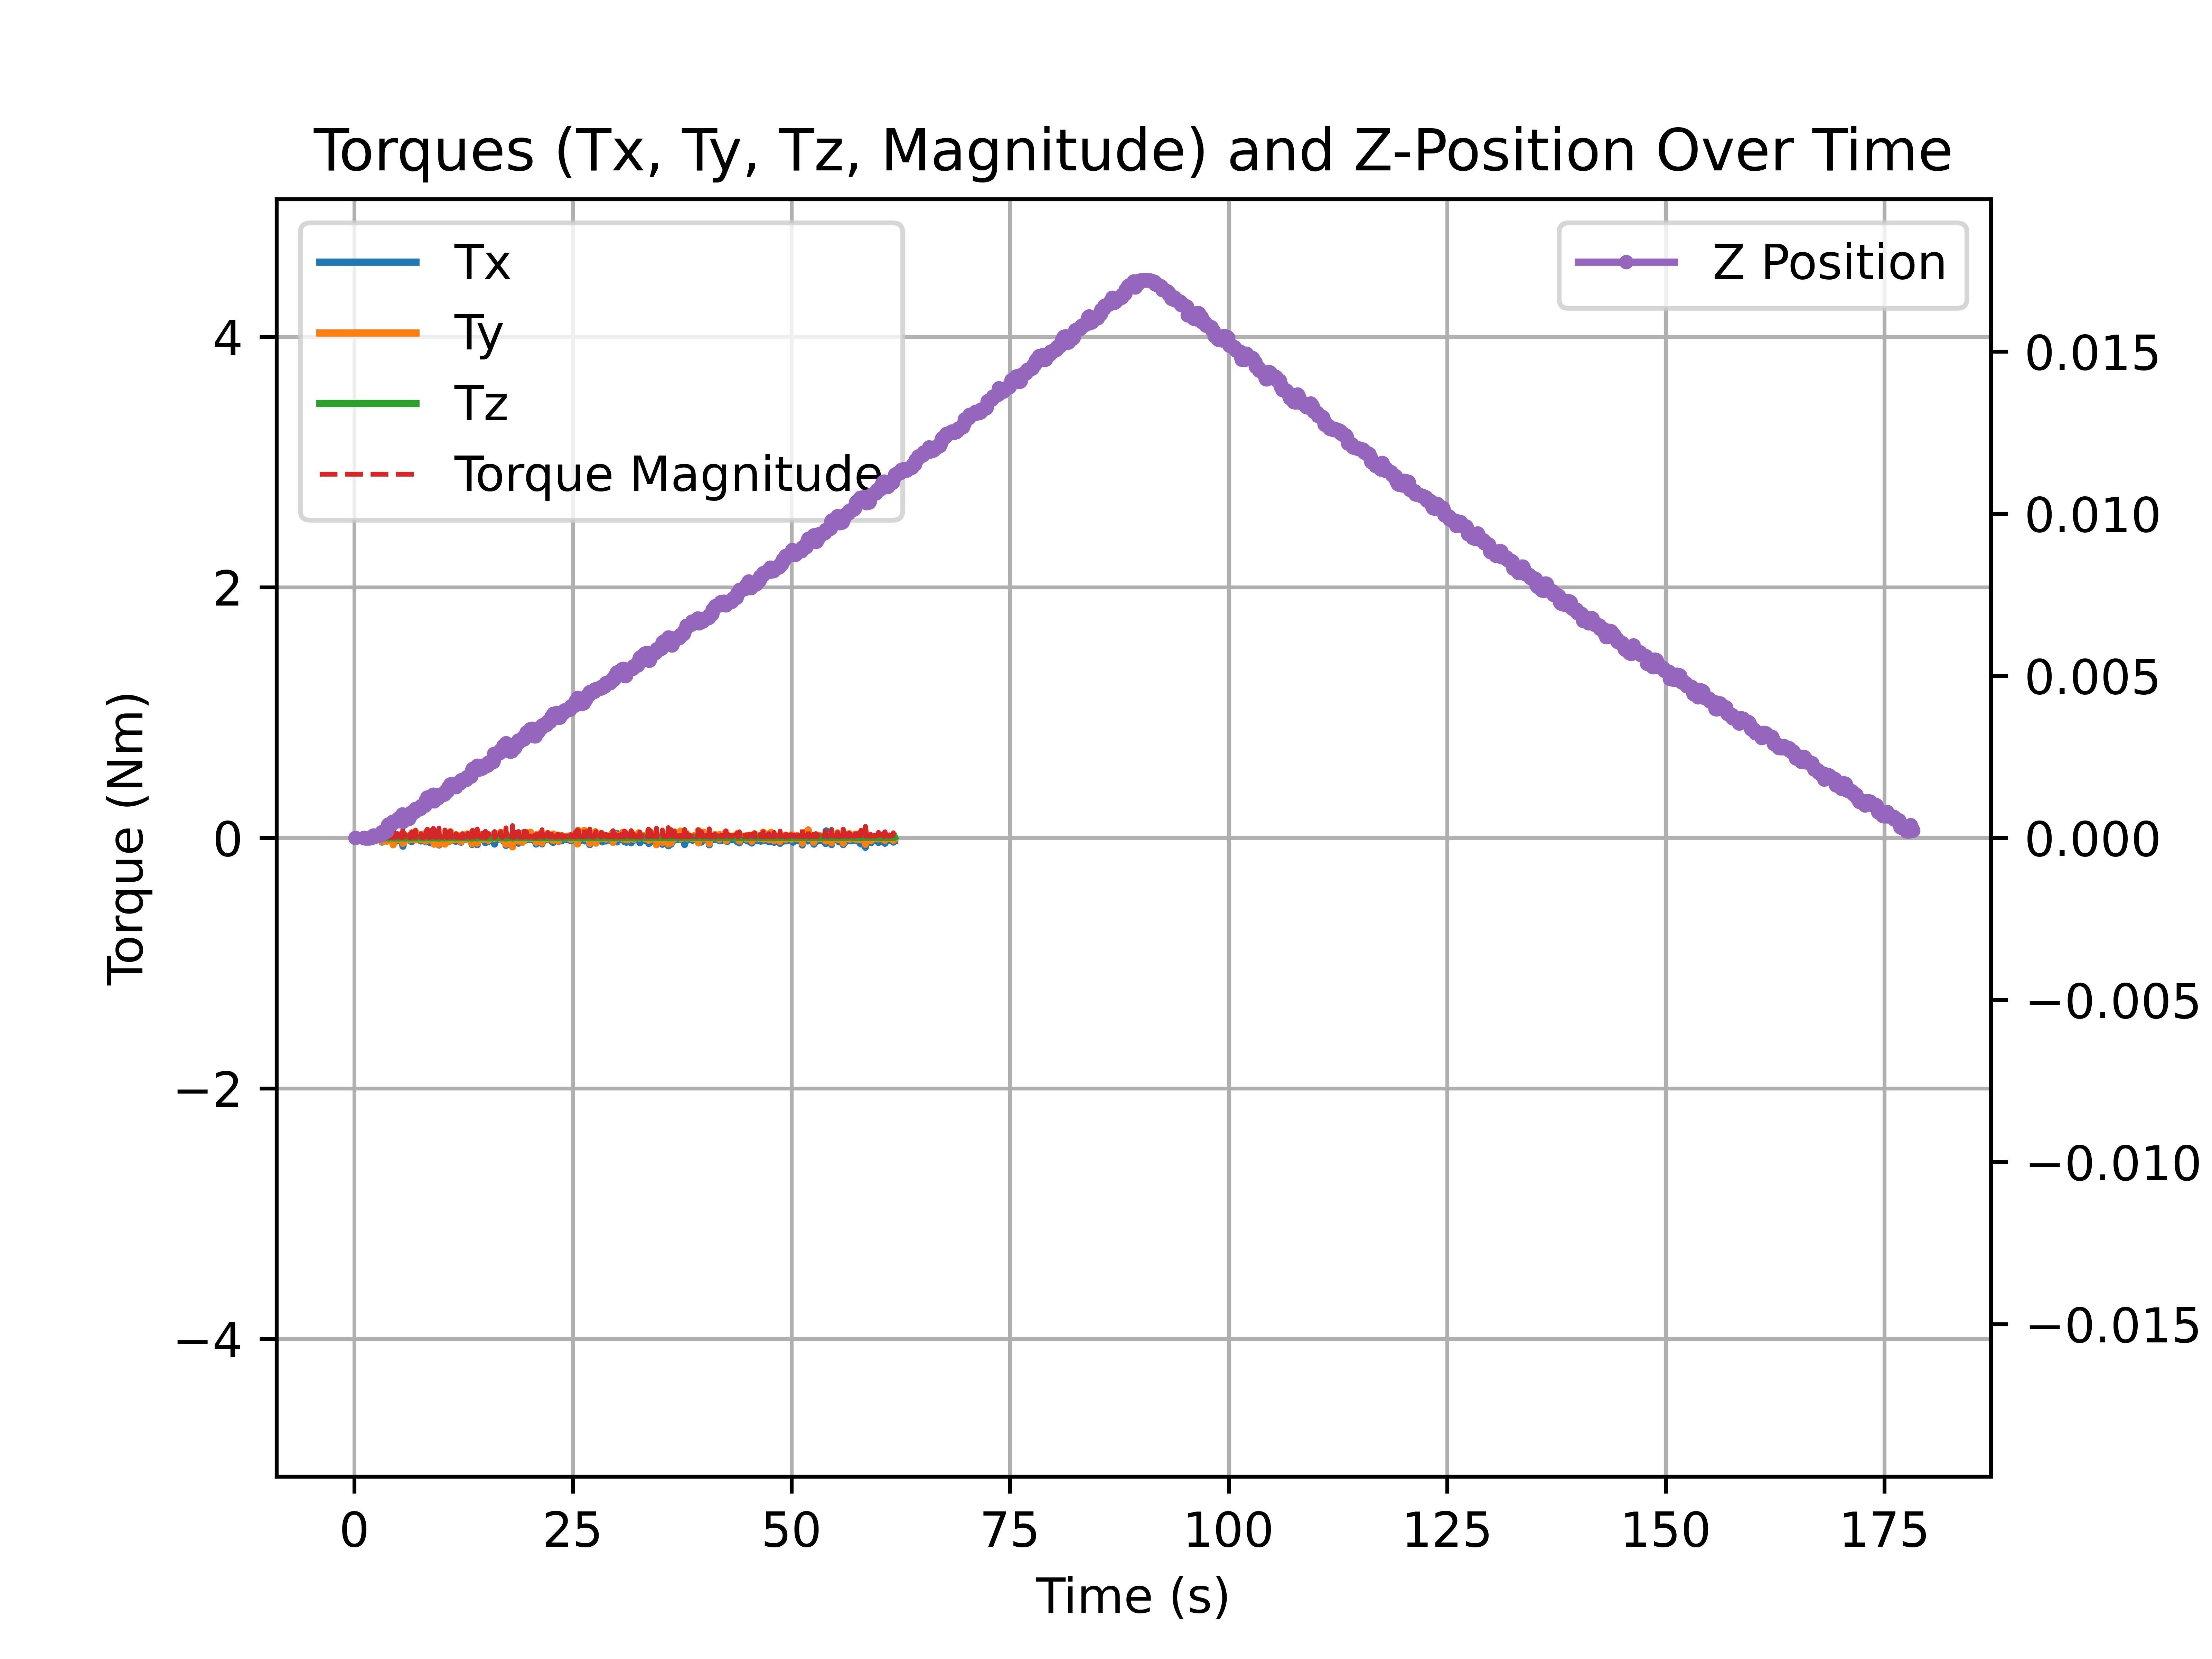 Torques (Tx, Ty, Tz, Magnitude) and Z-Position Over Time
Tx
Ty
Tz
Torque Magnitude
Z Position
4
2
0
−2
−4
Torque (Nm)
0.015
0.010
0.005
0.000
−0.005
−0.010
−0.015
0 25 50 75 100 125 150 175
Time (s)